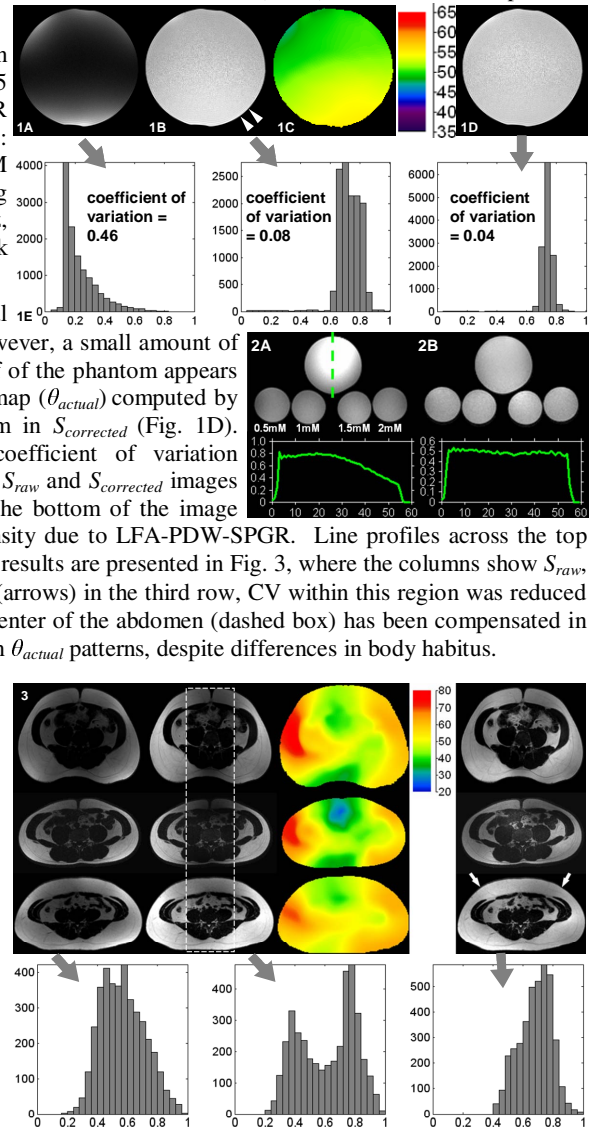 65
60
55
50
45
40
35
1A
1B
1C
1D
n
5
R
:
M
g
,
k
l
4000
3000
2000
1000
0
coefficient of
variation =
0.46
1E
0 0.2 0.4 0.6 0.8 1
2500
2000
1500
1000
500
0
coefficient
of variation
= 0.08
0 0.2 0.4 0.6 0.8 1
6000
5000
4000
3000
2000
1000
0
coefficient
of variation
= 0.04
0 0.2 0.4 0.6 0.8 1
wever, a small amount of
f of the phantom appears
map (θactual) computed by
m in Scorrected (Fig. 1D).
coefficient of variation
Sraw and Scorrected images
he bottom of the image
2A
2B
0.5mM 1mM 1.5mM 2mM
1.0
0.8
0.6
0.4
0.2
0
0 10 20 30 40 50 60
0.6
0.5
0.4
0.3
0.2
0.1
0
0 10 20 30 40 50 60
nsity due to LFA-PDW-SPGR. Line profiles across the top
results are presented in Fig. 3, where the columns show Sraw,
(arrows) in the third row, CV within this region was reduced
enter of the abdomen (dashed box) has been compensated in
n θactual patterns, despite differences in body habitus.
3
80
70
60
50
40
30
20
400
300
200
100
0
0 0.2 0.4 0.6 0.8 1
400
300
200
100
0
0 0.2 0.4 0.6 0.8 1
500
400
300
200
100
0
0 0.2 0.4 0.6 0.8 1